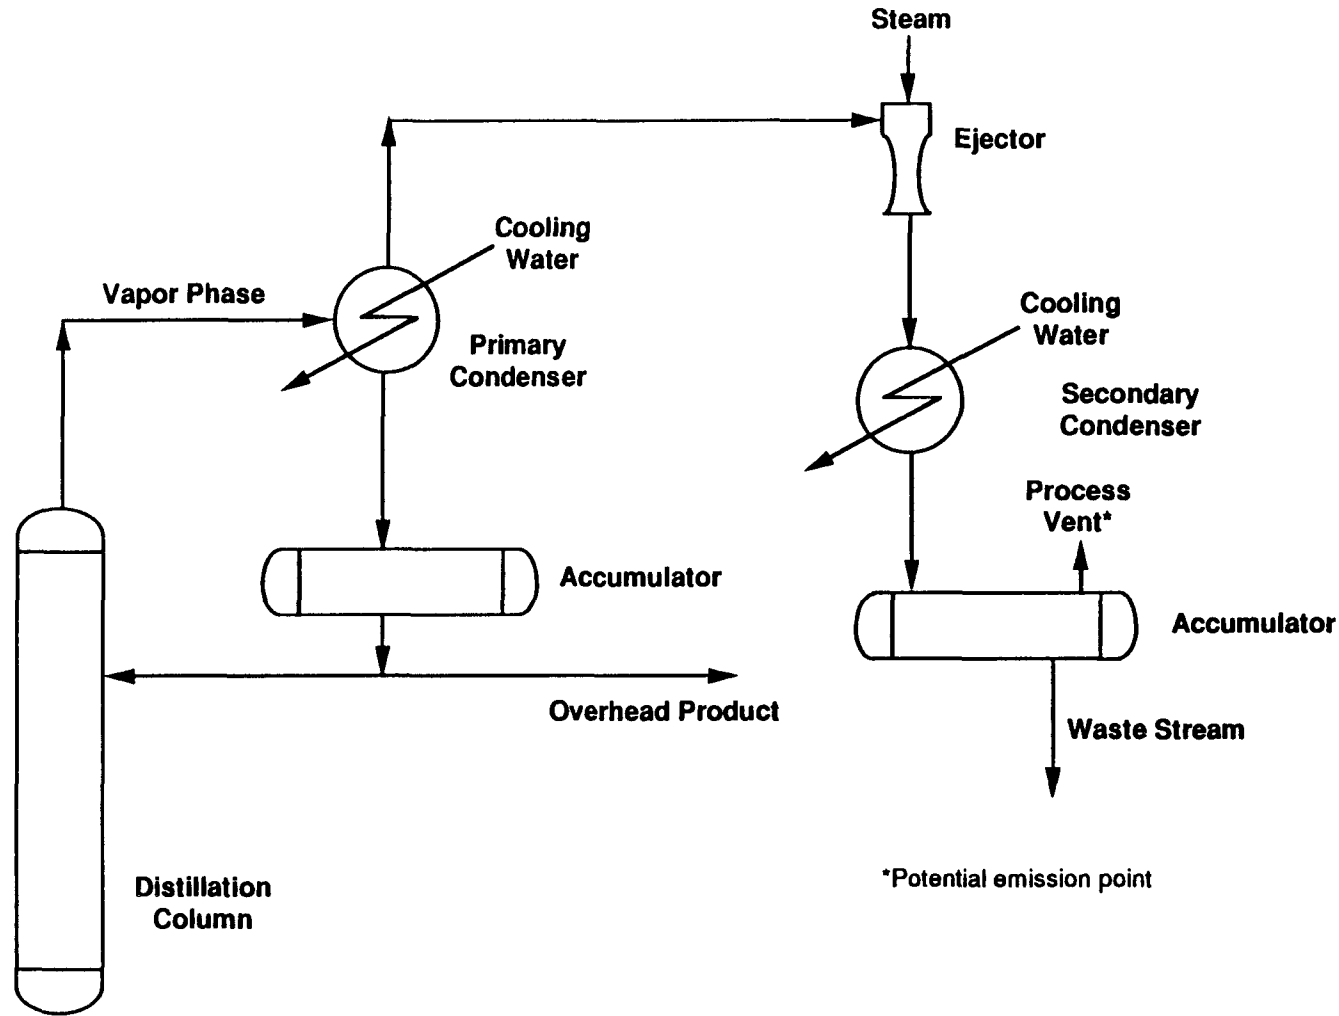 Steam
Ejector
Cooling
Water
Vapor Phase
Primary
Condenser
Cooling
Water
Secondary
Condenser
Process
Vent*
Accumulator
Accumulator
Overhead Product
Waste Stream
Distillation
Column
*Potential emission point